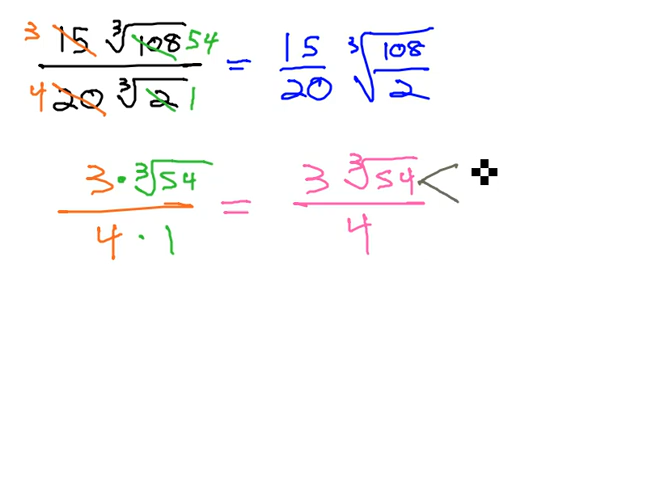 3 15 ∛108 54 / 4 20 ∛2 1 = 15/20 ∛(108/2)
3 · ∛54 / 4 · 1 = 3 ∛54 / 4